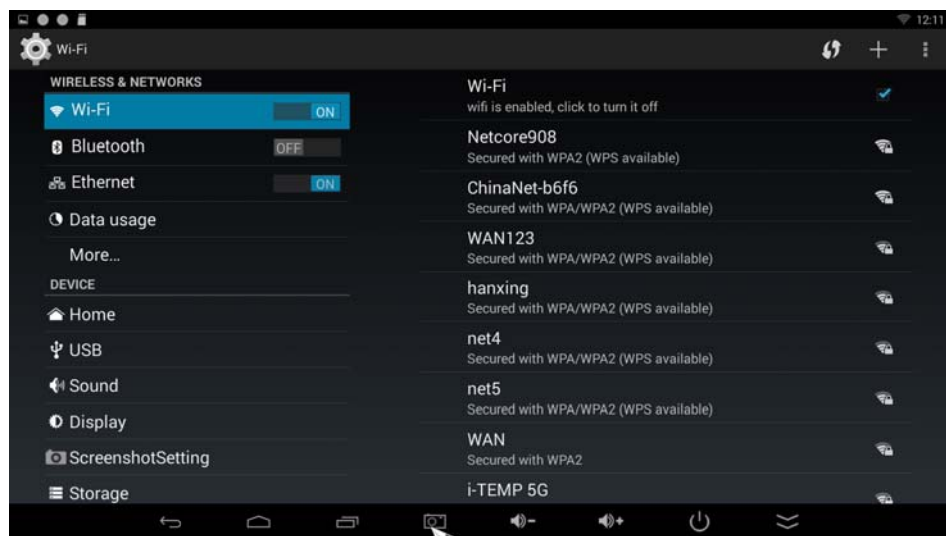 12:11
Wi-Fi
WIRELESS & NETWORKS
Wi-Fi ON
Bluetooth OFF
Ethernet ON
Data usage
More...
DEVICE
Home
USB
Sound
Display
ScreenshotSetting
Storage
Wi-Fi
wifi is enabled, click to turn it off
Netcore908
Secured with WPA2 (WPS available)
ChinaNet-b6f6
Secured with WPA/WPA2 (WPS available)
WAN123
Secured with WPA/WPA2 (WPS available)
hanxing
Secured with WPA/WPA2 (WPS available)
net4
Secured with WPA/WPA2 (WPS available)
net5
Secured with WPA/WPA2 (WPS available)
WAN
Secured with WPA2
i-TEMP 5G